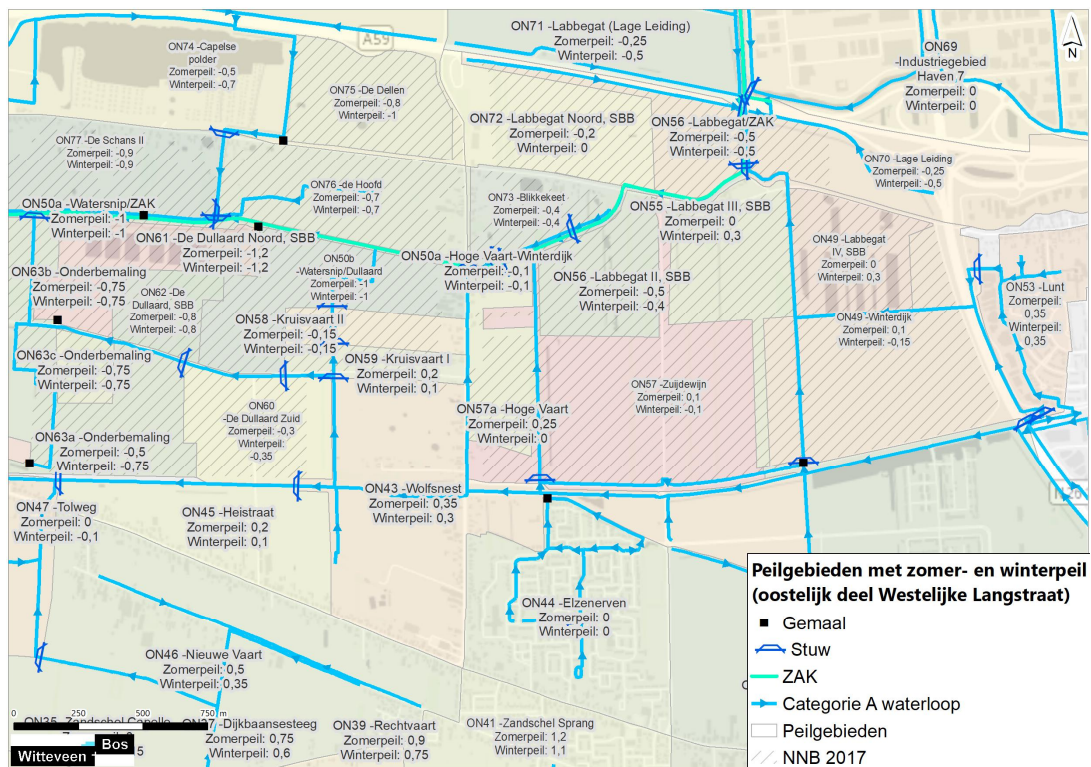 ON71 -Labbegat (Lage Leiding)
Zomerpeil: -0,25
Winterpeil: -0,5
A59
ON74 -Capelse
polder
Zomerpeil: -0,5
Winterpeil: -0,7
ON69
-Industriegebied
Haven 7
Zomerpeil: 0
Winterpeil: 0
N
ON75 - De Dellen
Zomerpeil: -0,8
Winterpeil: -1
ON72 -Labbegat Noord, SBB
Zomerpeil: -0,2
Winterpeil: 0
ON56 -Labbegat/ZAK
Zomerpeil: -0,5
Winterpeil: -0,5
ON77 -De Schans II
Zomerpeil: -0,9
Winterpeil: -0,9
ON70 -Lage Leiding
Zomerpeil: -0,25
Winterpeil: -0,5
ON76 -de Hoofd
Zomerpeil: -0,7
Winterpeil: -0,7
ON73 -Blikkekeet
Zomerpeil: -0,4
Winterpeil: -0,4
ON50a -Watersnip/ZAK
Zomerpeil: -1
Winterpeil: -1
ON55 -Labbegat III, SBB
Zomerpeil: 0
Winterpeil: 0,3
ON61 -De Dullaard Noord, SBB
Zomerpeil: -1,2
Winterpeil: -1,2
ON49 -Labbegat
IV, SBB
Zomerpeil: 0
Winterpeil: 0,3
ON50a -Hoge Vaart-Winterdijk
Zomerpeil: -0,1
Winterpeil: -0,1
ON50b
-Watersnip/Dullaard
Zomerpeil: -1
Winterpeil: -1
ON63b -Onderbemaling
Zomerpeil: -0,75
Winterpeil: -0,75
ON56 -Labbegat II, SBB
Zomerpeil: -0,5
Winterpeil: -0,4
ON53 -Lunt
Zomerpeil:
0,35
Winterpeil:
0,35
ON62 -De
Dullaard, SBB
Zomerpeil: -0,8
Winterpeil: -0,8
ON58 -Kruisvaart II
Zomerpeil: -0,15
Winterpeil: -0,15
ON49 -Winterdijk
Zomerpeil: 0,1
Winterpeil: -0,15
ON63c -Onderbemaling
Zomerpeil: -0,75
Winterpeil: -0,75
ON59 -Kruisvaart I
Zomerpeil: 0,2
Winterpeil: 0,1
ON57 -Zuijdewijn
Zomerpeil: 0,1
Winterpeil: -0,1
ON60
-De Dullaard Zuid
Zomerpeil: -0,3
Winterpeil:
-0,35
ON57a -Hoge Vaart
Zomerpeil: 0,25
Winterpeil: 0
ON63a -Onderbemaling
Zomerpeil: -0,5
Winterpeil: -0,75
ON43 -Wolfsnest
Zomerpeil: 0,35
Winterpeil: 0,3
ON47 -Tolweg
Zomerpeil: 0
Winterpeil: -0,1
ON45 -Heistraat
Zomerpeil: 0,2
Winterpeil: 0,1
ON44 -Elzenerven
Zomerpeil: 0
Winterpeil: 0
ON46 -Nieuwe Vaart
Zomerpeil: 0,5
Winterpeil: 0,35
ON35 -Zandschel Capelle
ON37 -Dijkbaansesteeg
Zomerpeil: 0,75
Winterpeil: 0,6
ON39 -Rechtvaart
Zomerpeil: 0,9
Winterpeil: 0,75
ON41 -Zandschel Sprang
Zomerpeil: 1,2
Winterpeil: 1,1
0 250 500 750 m
Witteveen + Bos
Peilgebieden met zomer- en winterpeil
(oostelijk deel Westelijke Langstraat)
Gemaal
Stuw
ZAK
Categorie A waterloop
Peilgebieden
NNB 2017